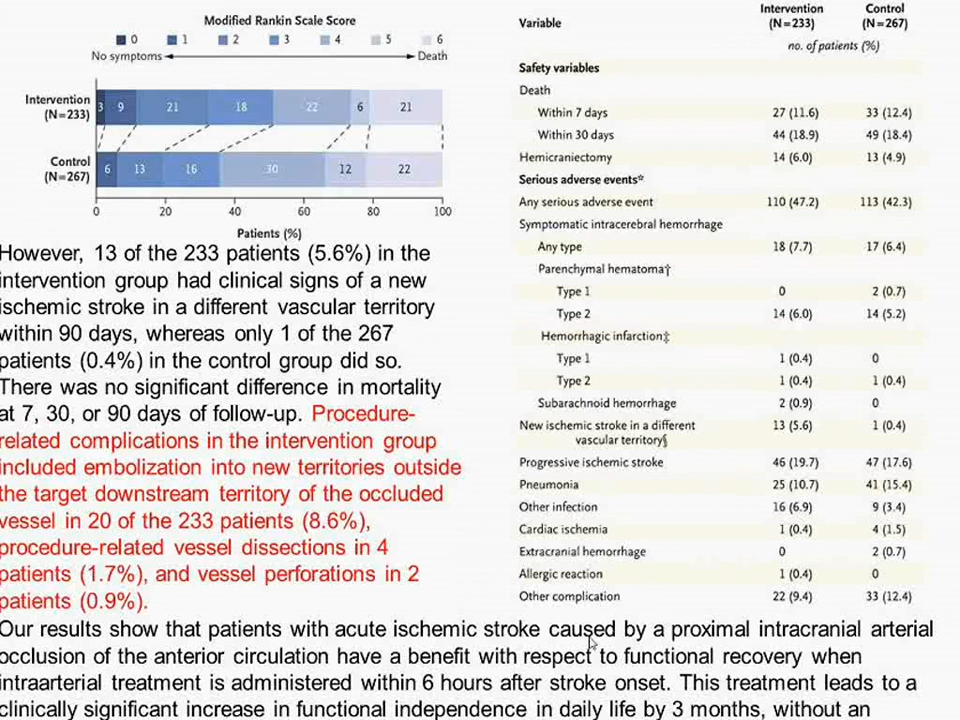 Modified Rankin Scale Score
0 1 2 3 4 5 6
No symptoms Death
Intervention
(N=233)
3 9 21 18 22 6 21
Control
(N=267)
6 13 16 30 12 22
0 20 40 60 80 100
Patients (%)
However, 13 of the 233 patients (5.6%) in the
intervention group had clinical signs of a new
ischemic stroke in a different vascular territory
within 90 days, whereas only 1 of the 267
patients (0.4%) in the control group did so.
There was no significant difference in mortality
at 7, 30, or 90 days of follow-up. Procedure-
related complications in the intervention group
included embolization into new territories outside
the target downstream territory of the occluded
vessel in 20 of the 233 patients (8.6%),
procedure-related vessel dissections in 4
patients (1.7%), and vessel perforations in 2
patients (0.9%).
Variable Intervention (N=233) Control (N=267)
no. of patients (%)
Safety variables
Death
Within 7 days 27 (11.6) 33 (12.4)
Within 30 days 44 (18.9) 49 (18.4)
Hemicraniectomy 14 (6.0) 13 (4.9)
Serious adverse events*
Any serious adverse event 110 (47.2) 113 (42.3)
Symptomatic intracerebral hemorrhage
Any type 18 (7.7) 17 (6.4)
Parenchymal hematoma†
Type 1 0 2 (0.7)
Type 2 14 (6.0) 14 (5.2)
Hemorrhagic infarction‡
Type 1 1 (0.4) 0
Type 2 1 (0.4) 1 (0.4)
Subarachnoid hemorrhage 2 (0.9) 0
New ischemic stroke in a different 13 (5.6) 1 (0.4)
vascular territory§
Progressive ischemic stroke 46 (19.7) 47 (17.6)
Pneumonia 25 (10.7) 41 (15.4)
Other infection 16 (6.9) 9 (3.4)
Cardiac ischemia 1 (0.4) 4 (1.5)
Extracranial hemorrhage 0 2 (0.7)
Allergic reaction 1 (0.4) 0
Other complication 22 (9.4) 33 (12.4)
Our results show that patients with acute ischemic stroke caused by a proximal intracranial arterial
occlusion of the anterior circulation have a benefit with respect to functional recovery when
intraarterial treatment is administered within 6 hours after stroke onset. This treatment leads to a
clinically significant increase in functional independence in daily life by 3 months, without an